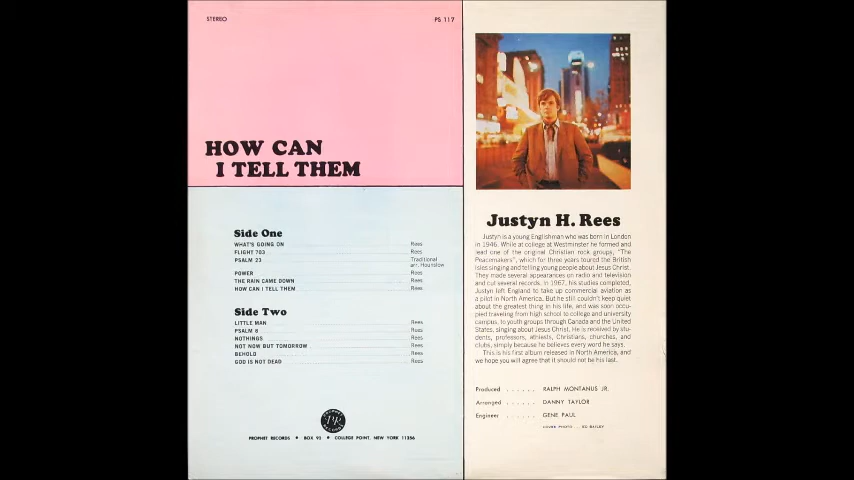 STEREO
PS 117
HOW CAN
I TELL THEM
Side One
WHAT'S GOING ON Rees
FLIGHT 703 Rees
PSALM 23 Traditional
arr. Hounslow
POWER Rees
THE RAIN CAME DOWN Rees
HOW CAN I TELL THEM Rees
Side Two
LITTLE MAN Rees
PSALM 8 Rees
NOTHINGS Rees
NOT NOW BUT TOMORROW Rees
BEHOLD Rees
GOD IS NOT DEAD Rees
PROPHET RECORDS • BOX 92 • COLLEGE POINT, NEW YORK 11356
Justyn H. Rees
Justyn is a young Englishman who was born in London
in 1946. While at college at Westminster he formed and
lead one of the original Christian rock groups, "The
Peacemakers", which for three years toured the British
Isles singing and telling young people about Jesus Christ.
They made several appearances on radio and television
and cut several records. In 1967, his studies completed,
Justyn left England to take up commercial aviation as
a pilot in North America. But he still couldn't keep quiet
about the greatest thing in his life, and was soon occu-
pied traveling from high school to college and university
campus, to youth groups through Canada and the United
States, singing about Jesus Christ. He is received by stu-
dents, professors, atheists, Christians, churches, and
clubs, simply because he believes every word he says.
This is his first album released in North America, and
we hope you will agree that it should not be his last.
Produced ...... RALPH MONTANUS JR.
Arranged ...... DANNY TAYLOR
Engineer ...... GENE PAUL
COVER PHOTO ... ED BAILEY